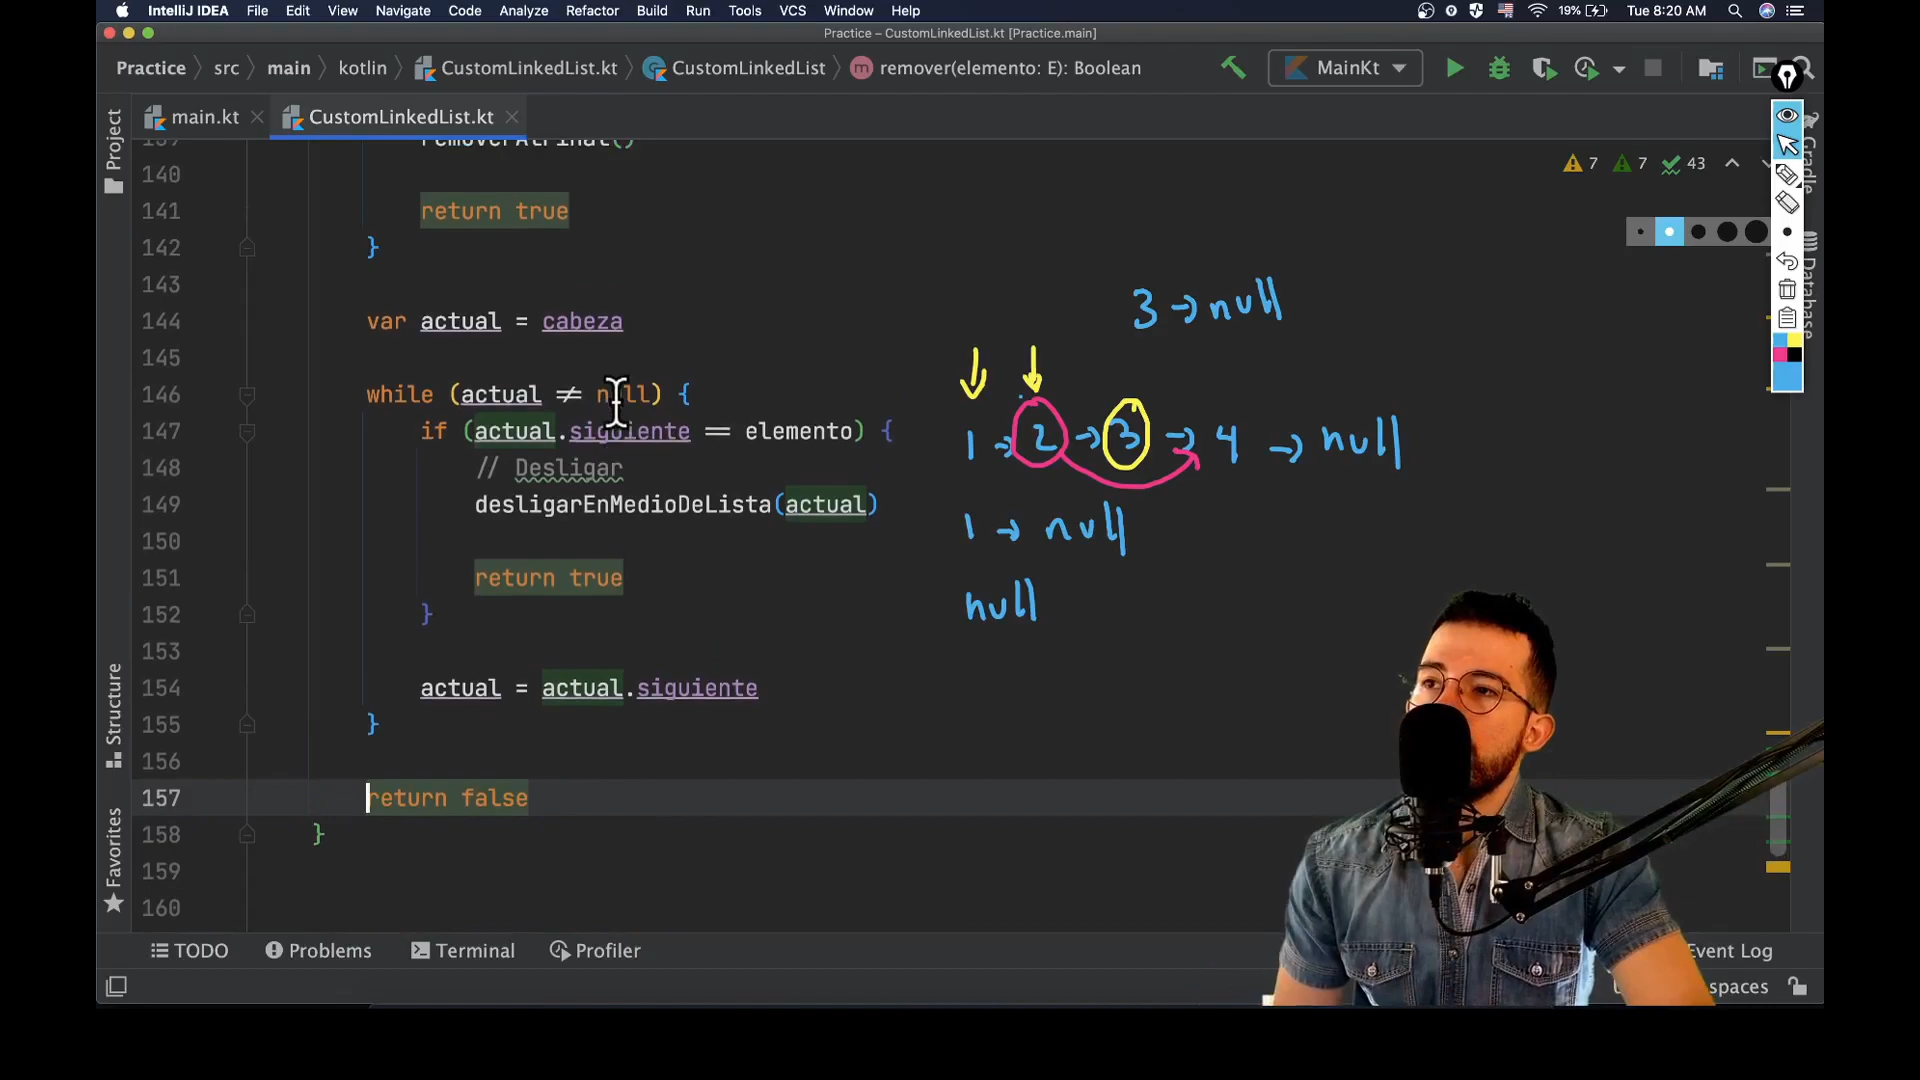 IntelliJ IDEA File Edit View Navigate Code Analyze Refactor Build Run Tools VCS Window Help 19% Tue 8:20 AM
Practice – CustomLinkedList.kt [Practice.main]
Practice src main kotlin CustomLinkedList.kt CustomLinkedList m remover(elemento: E): Boolean MainKt
main.kt CustomLinkedList.kt
Project
Structure
Favorites
Gradle
Database
7 7 43
140
141 return true
142 }
143
144 var actual = cabeza
145
146 while (actual ≠ null) {
147 if (actual.siguiente == elemento) {
148 // Desligar
149 desligarEnMedioDeLista(actual)
150
151 return true
152 }
153
154 actual = actual.siguiente
155 }
156
157 return false
158 }
159
160
3 → null
1 → 2 → 3 → 4 → null
1 → null
null
TODO Problems Terminal Profiler Event Log
spaces